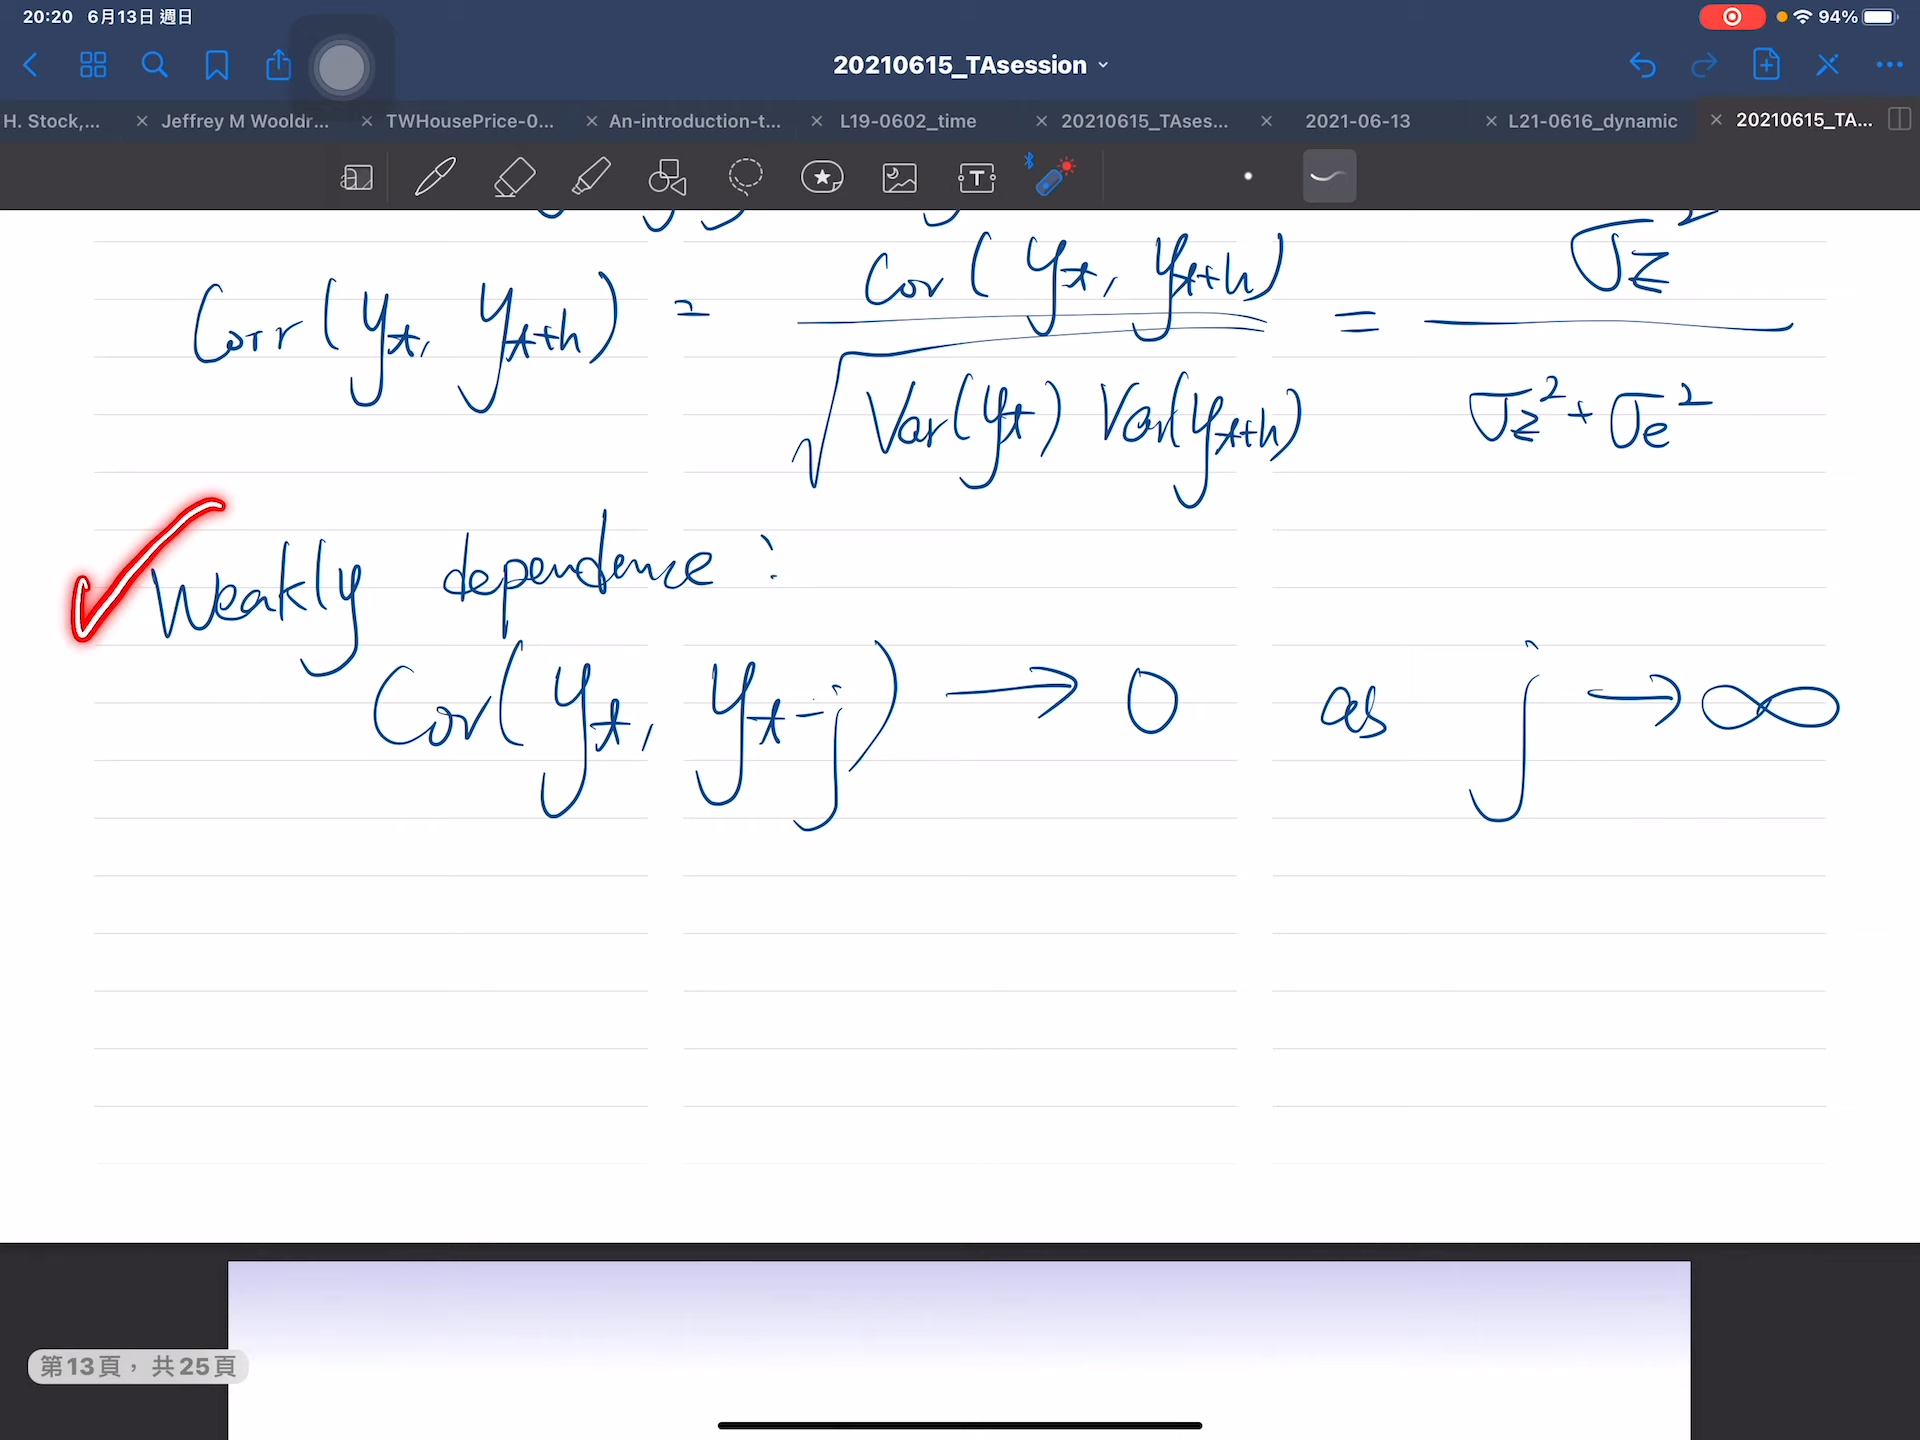 20:20 6月13日 週日 94%
20210615_TAsession
H. Stock,... × Jeffrey M Wooldr... × TWHousePrice-0... × An-introduction-t... × L19-0602_time × 20210615_TAses... × 2021-06-13 × L21-0616_dynamic × 20210615_TA...
Corr(yt, yt+h) = Cov(yt, yt+h) / √Var(yt) Var(yt+h) = σz² / σz² + σe²
Weakly dependence:
Cov(yt, yt-j) → 0 as j → ∞
第13頁，共25頁